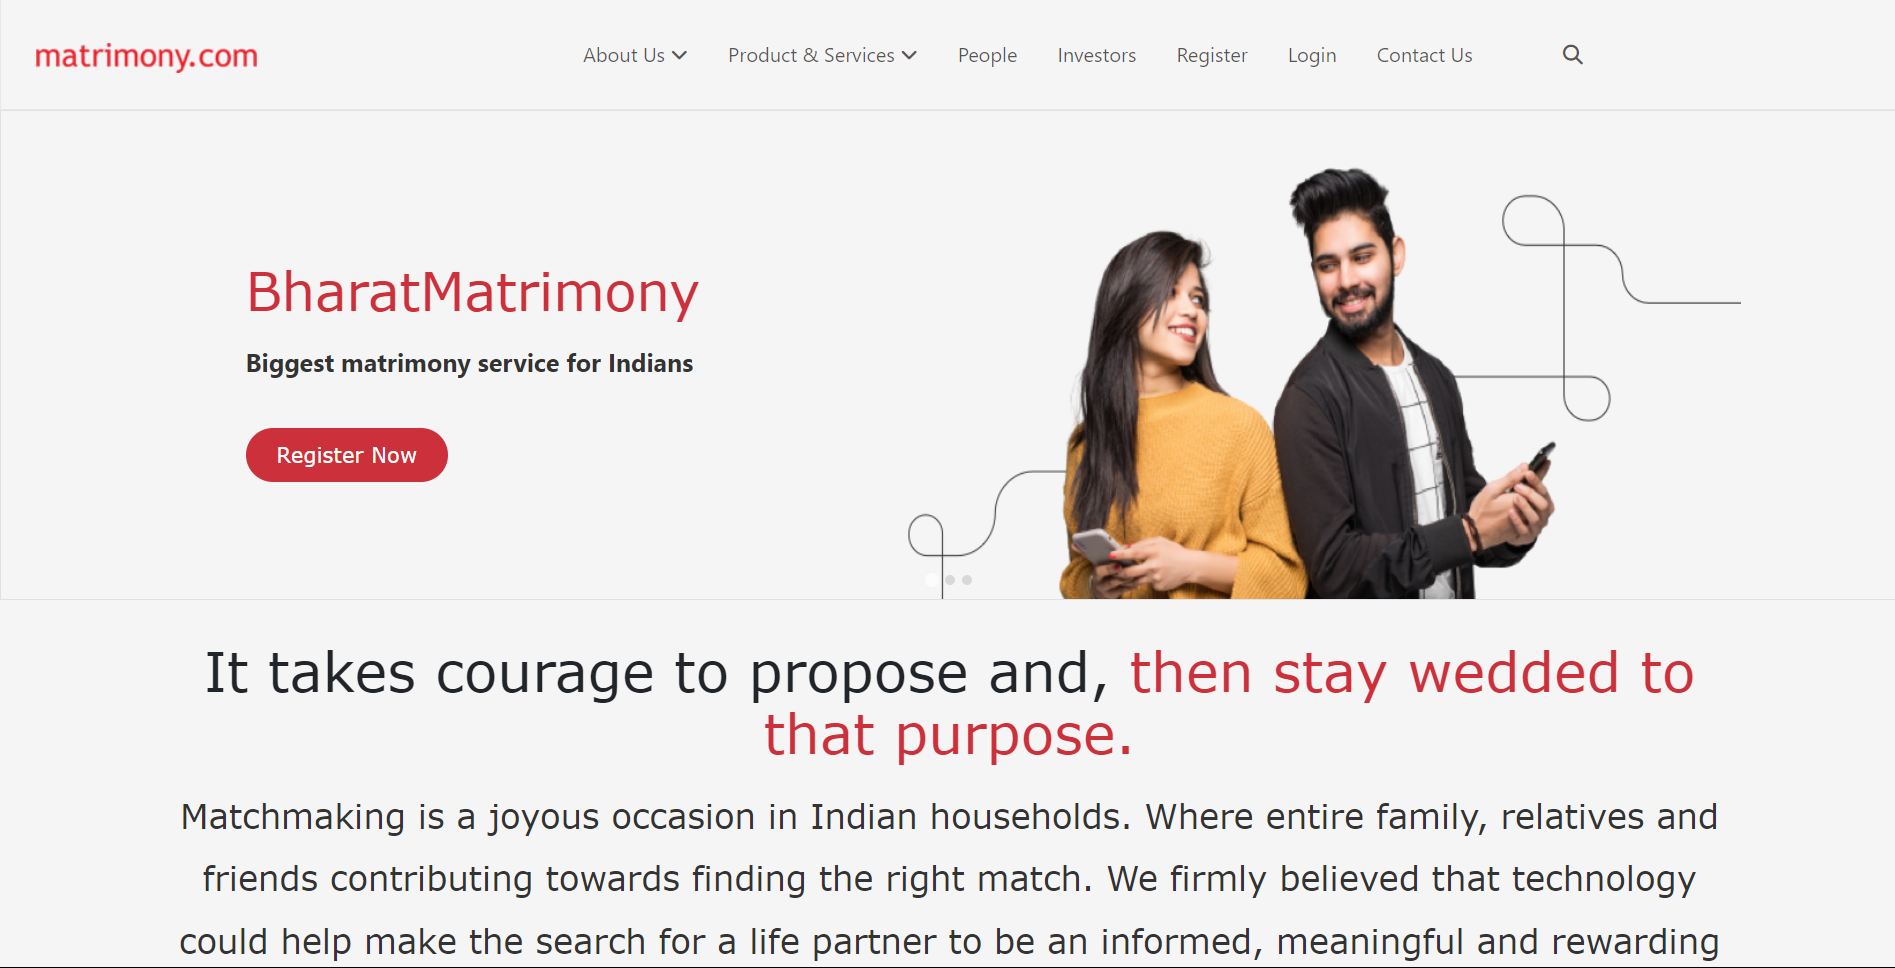 matrimony.com
About Us Product & Services People Investors Register Login Contact Us
BharatMatrimony
Biggest matrimony service for Indians
Register Now
It takes courage to propose and, then stay wedded to
that purpose.
Matchmaking is a joyous occasion in Indian households. Where entire family, relatives and
friends contributing towards finding the right match. We firmly believed that technology
could help make the search for a life partner to be an informed, meaningful and rewarding